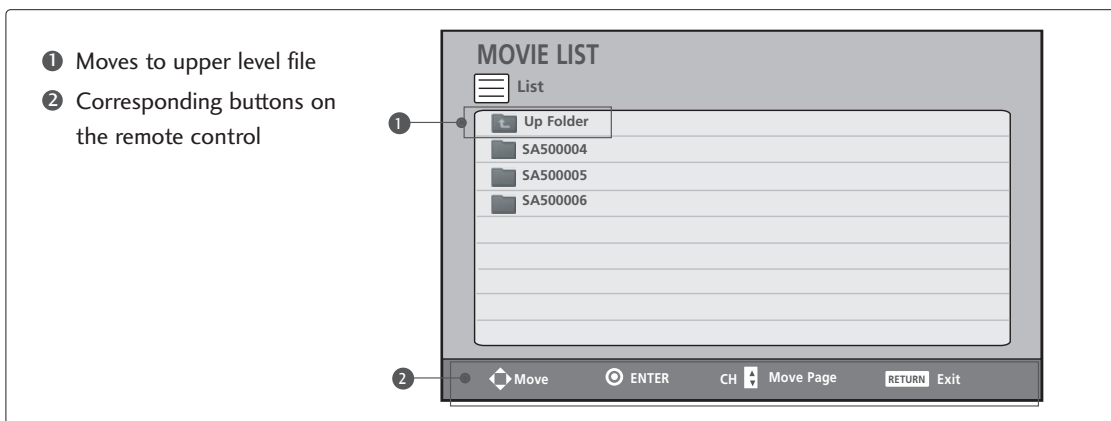 ❶ Moves to upper level file
❷ Corresponding buttons on
the remote control
MOVIE LIST
List
❶
Up Folder
SA500004
SA500005
SA500006
❷
Move ENTER CH Move Page RETURN Exit